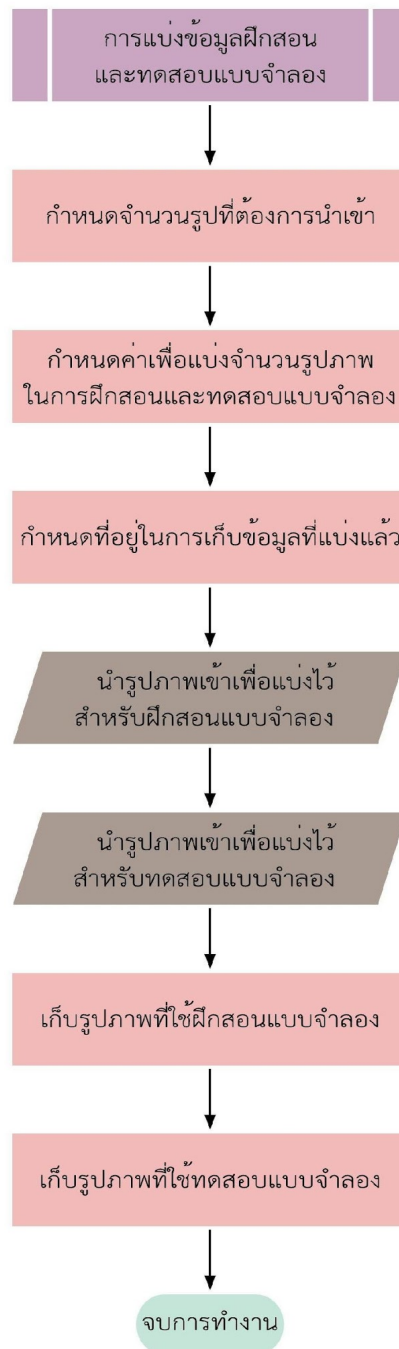 การแบ่งข้อมูลฝึกสอน
และทดสอบแบบจำลอง
กำหนดจำนวนรูปที่ต้องการนำเข้า
กำหนดค่าเพื่อแบ่งจำนวนรูปภาพ
ในการฝึกสอนและทดสอบแบบจำลอง
กำหนดที่อยู่ในการเก็บข้อมูลที่แบ่งแล้ว
นำรูปภาพเข้าเพื่อแบ่งไว้
สำหรับฝึกสอนแบบจำลอง
นำรูปภาพเข้าเพื่อแบ่งไว้
สำหรับทดสอบแบบจำลอง
เก็บรูปภาพที่ใช้ฝึกสอนแบบจำลอง
เก็บรูปภาพที่ใช้ทดสอบแบบจำลอง
จบการทำงาน